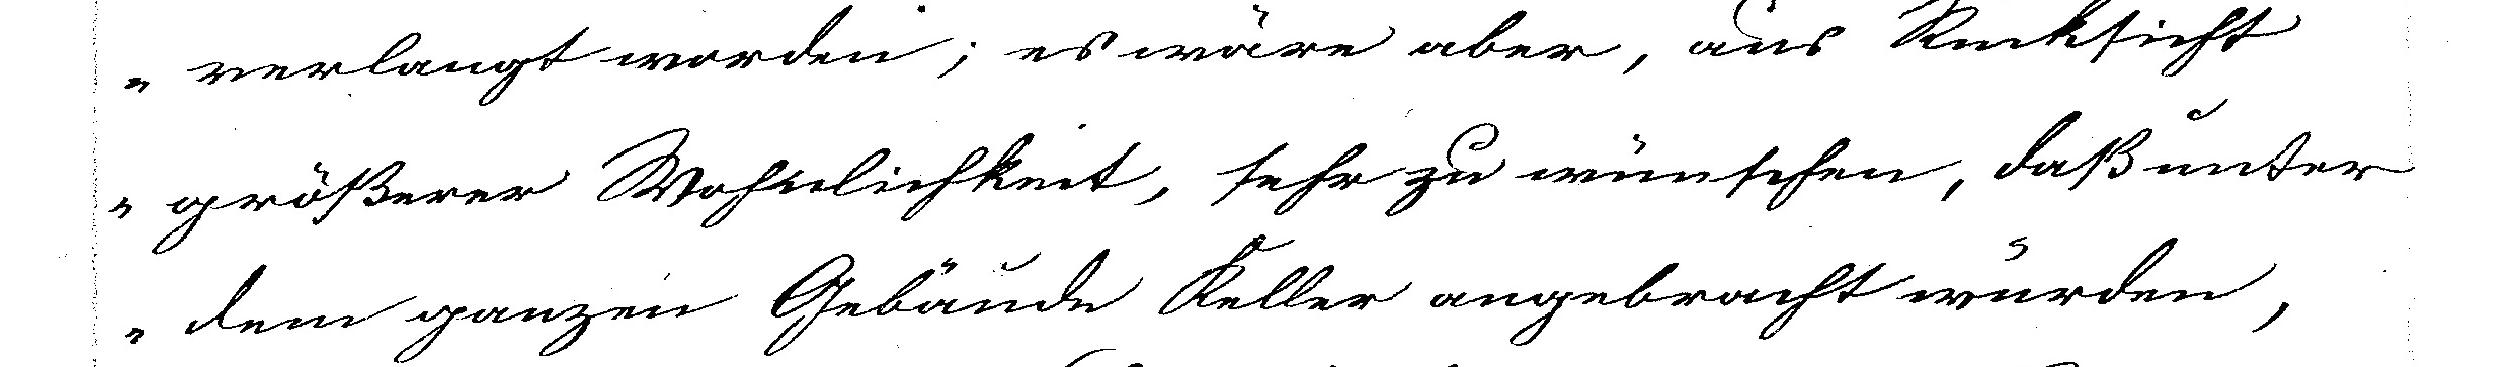 „ verlangt worden; es wäre aber, aus Rücksicht
„ größerer Wohnlichkeit, sehr zu wünschen, daß unter
„ dem ganzen Gebäude Keller angebracht würden,